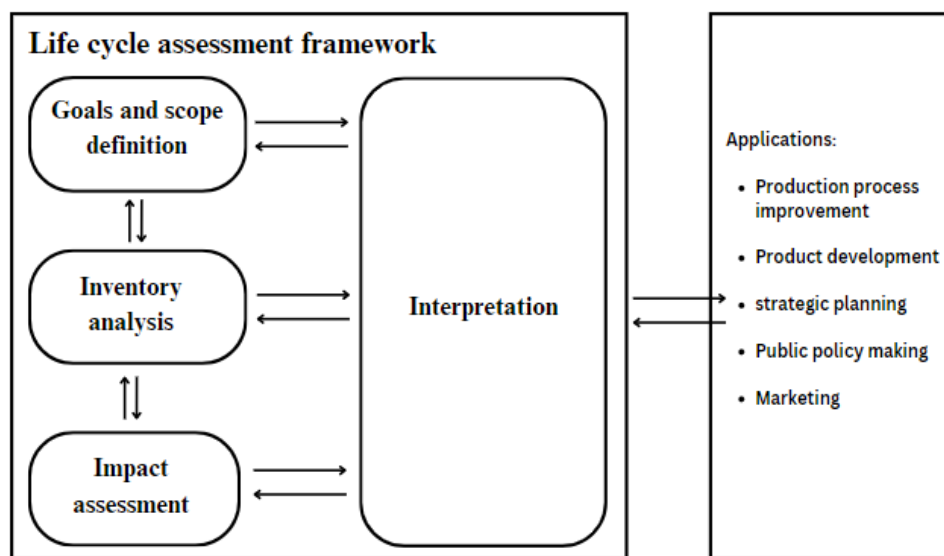 Life cycle assessment framework
Goals and scope
definition
Inventory
analysis
Impact
assessment
Interpretation
Applications:
• Production process
improvement
• Product development
• strategic planning
• Public policy making
• Marketing